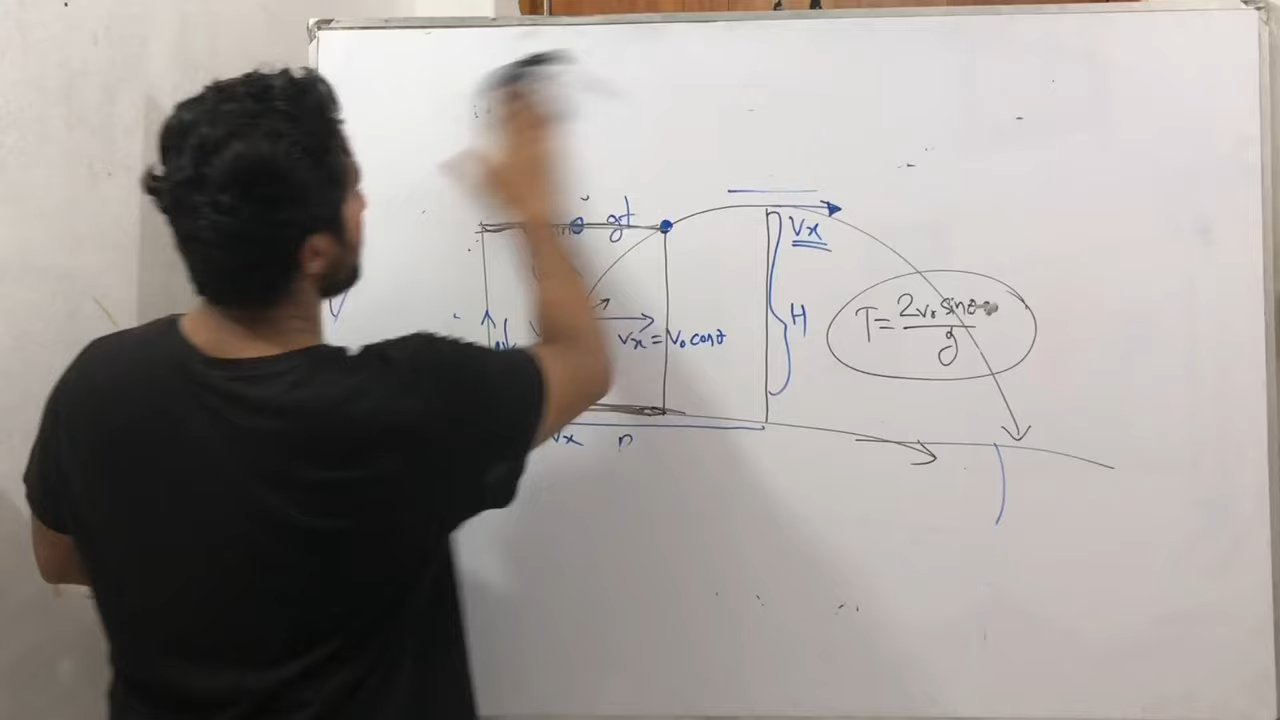 gt
Vx
H
T = 2v₀ sinθ / g
Vx = V₀ cosθ
Vx